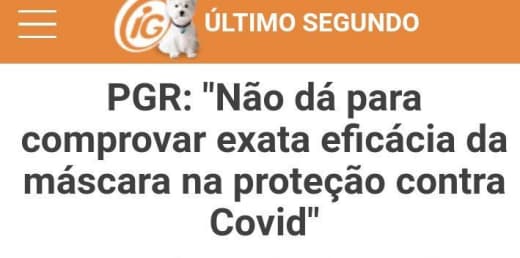 iG
ÚLTIMO SEGUNDO
PGR: "Não dá para
comprovar exata eficácia da
máscara na proteção contra
Covid"